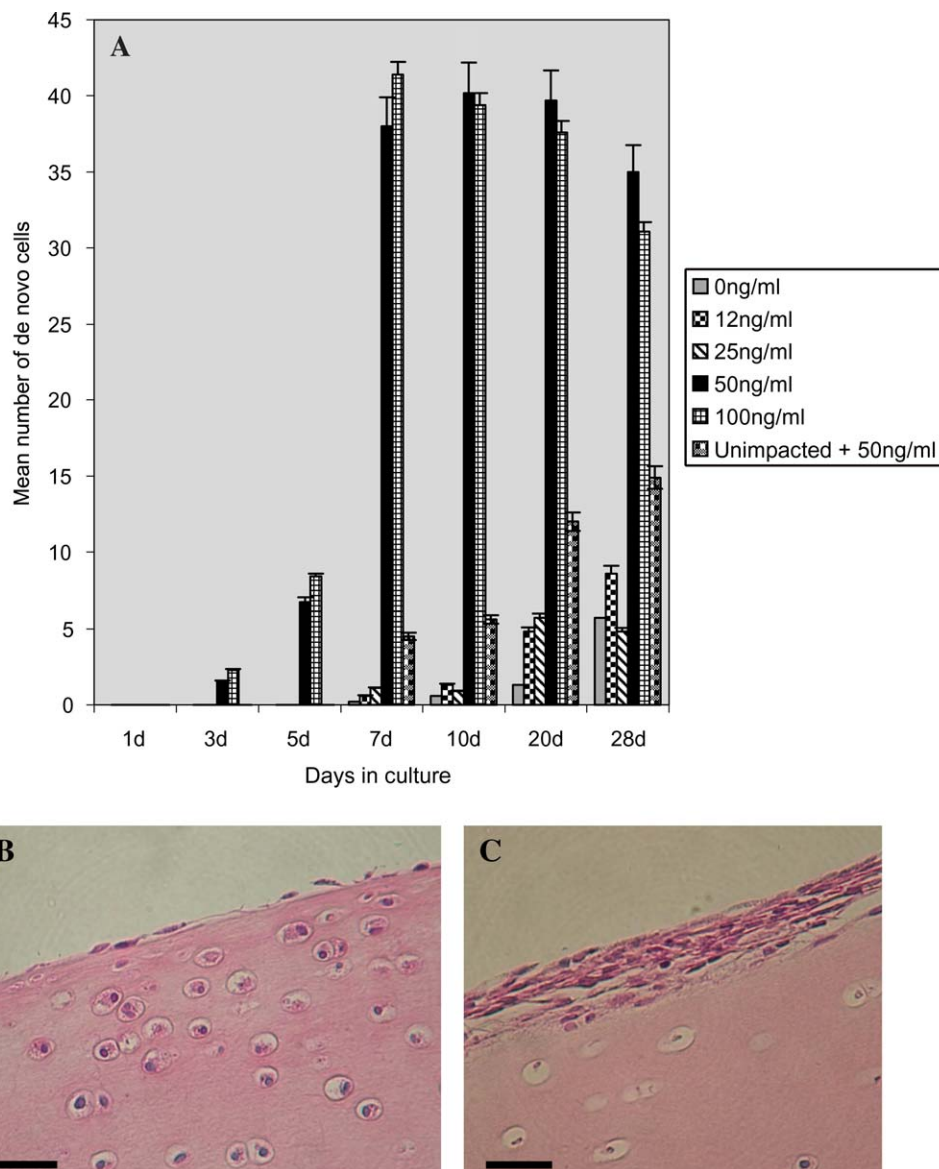 A
45
40
35
30
25
20
15
10
5
0
Mean number of de novo cells
1d 3d 5d 7d 10d 20d 28d
Days in culture
0ng/ml
12ng/ml
25ng/ml
50ng/ml
100ng/ml
Unimpacted + 50ng/ml
B
C